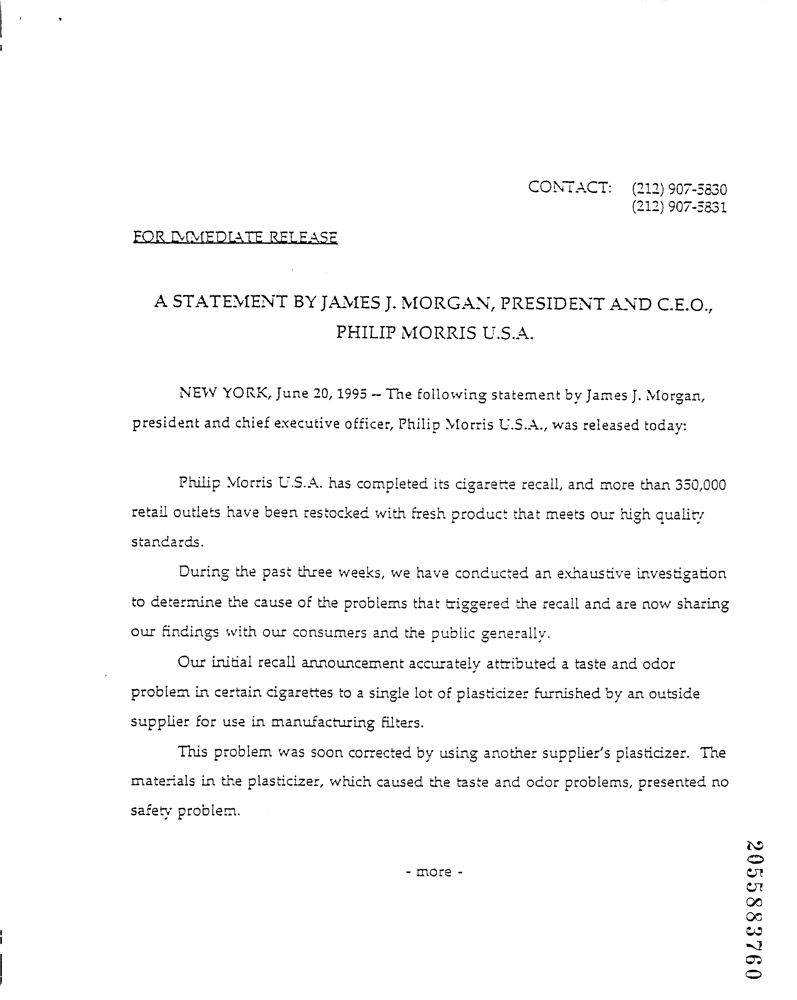 CONTACT: (212) 907-5830
(212) 907-5831
FOR IMMEDIATE RELEASE
A STATEMENT BY JAMES J. MORGAN, PRESIDENT AND C.E.O.,
PHILIP MORRIS U.S.A.
NEW YORK, June 20, 1995 -- The following statement by James J. Morgan,
president and chief executive officer, Philip Morris U.S.A., was released today:
Philip Morris U.S.A. has completed its cigarette recall, and more than 350,000
retail outlets have been restocked with fresh product that meets our high quality
standards.
During the past three weeks, we have conducted an exhaustive investigation
to determine the cause of the problems that triggered the recall and are now sharing
our findings with our consumers and the public generally.
Our initial recall announcement accurately attributed a taste and odor
problem in certain cigarettes to a single lot of plasticizer furnished by an outside
supplier for use in manufacturing filters.
This problem was soon corrected by using another supplier's plasticizer. The
materials in the plasticizer, which caused the taste and odor problems, presented no
safety problem.
- more -
2055883760